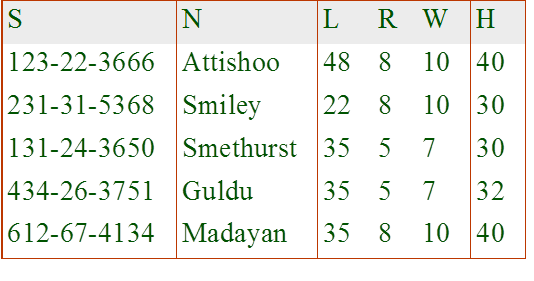 S N L R W H
123-22-3666 Attishoo 48 8 10 40
231-31-5368 Smiley 22 8 10 30
131-24-3650 Smethurst 35 5 7 30
434-26-3751 Guldu 35 5 7 32
612-67-4134 Madayan 35 8 10 40